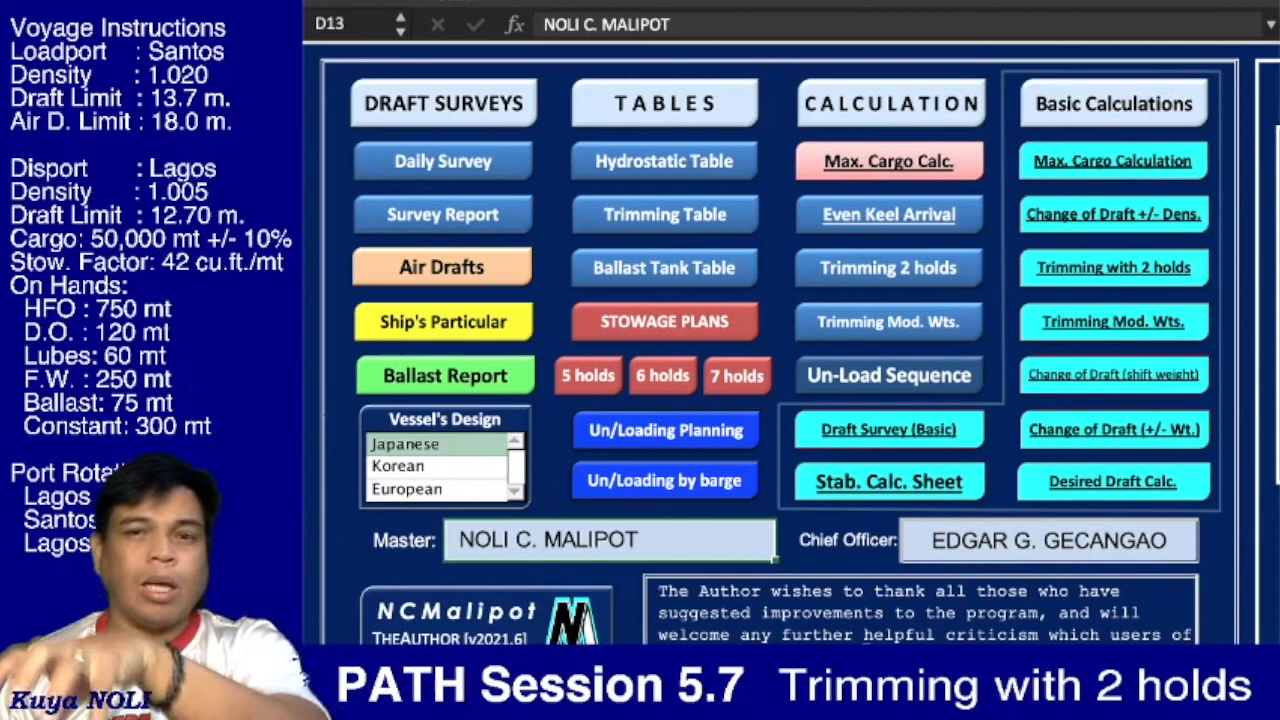 Voyage Instructions
Loadport : Santos
Density : 1.020
Draft Limit : 13.7 m.
Air D. Limit : 18.0 m.
Disport : Lagos
Density : 1.005
Draft Limit : 12.70 m.
Cargo: 50,000 mt +/- 10%
Stow. Factor: 42 cu.ft./mt
On Hands:
HFO : 750 mt
D.O. : 120 mt
Lubes: 60 mt
F.W. : 250 mt
Ballast: 75 mt
Constant: 300 mt
Port
Lagos
Santos
Lagos
Kuya NOLI
D13 fx NOLI C. MALIPOT
DRAFT SURVEYS
Daily Survey
Survey Report
Air Drafts
Ship's Particular
Ballast Report
Vessel's Design
Japanese
Korean
European
TABLES
Hydrostatic Table
Trimming Table
Ballast Tank Table
STOWAGE PLANS
5 holds 6 holds 7 holds
Un/Loading Planning
Un/Loading by barge
CALCULATION
Max. Cargo Calc.
Even Keel Arrival
Trimming 2 holds
Trimming Mod. Wts.
Un-Load Sequence
Draft Survey (Basic)
Stab. Calc. Sheet
Basic Calculations
Max. Cargo Calculation
Change of Draft +/- Dens.
Trimming with 2 holds
Trimming Mod. Wts.
Change of Draft (shift weight)
Change of Draft (+/- Wt.)
Desired Draft Calc.
Master: NOLI C. MALIPOT
Chief Officer: EDGAR G. GECANGAO
NCMalipot
THEAUTHOR [v2021.6]
The Author wishes to thank all those who have
suggested improvements to the program, and will
welcome any further helpful criticism which users of
PATH Session 5.7 Trimming with 2 holds